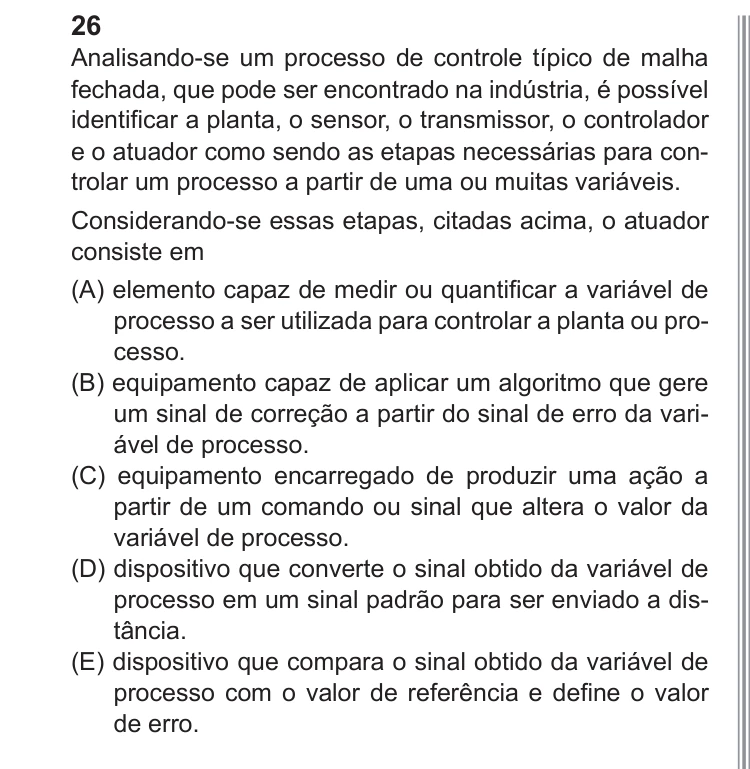 26
Analisando-se um processo de controle típico de malha
fechada, que pode ser encontrado na indústria, é possível
identificar a planta, o sensor, o transmissor, o controlador
e o atuador como sendo as etapas necessárias para con-
trolar um processo a partir de uma ou muitas variáveis.
Considerando-se essas etapas, citadas acima, o atuador
consiste em
(A) elemento capaz de medir ou quantificar a variável de
processo a ser utilizada para controlar a planta ou pro-
cesso.
(B) equipamento capaz de aplicar um algoritmo que gere
um sinal de correção a partir do sinal de erro da vari-
ável de processo.
(C) equipamento encarregado de produzir uma ação a
partir de um comando ou sinal que altera o valor da
variável de processo.
(D) dispositivo que converte o sinal obtido da variável de
processo em um sinal padrão para ser enviado a dis-
tância.
(E) dispositivo que compara o sinal obtido da variável de
processo com o valor de referência e define o valor
de erro.